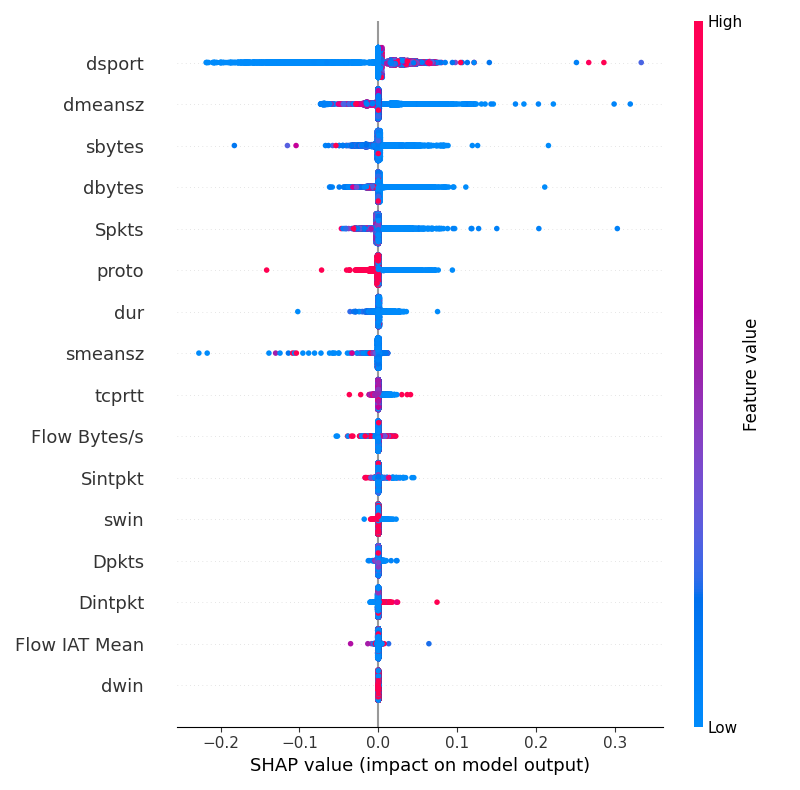 High
dsport
dmeansz
sbytes
dbytes
Spkts
proto
dur
smeansz
tcprtt
Flow Bytes/s
Sintpkt
swin
Dpkts
Dintpkt
Flow IAT Mean
dwin
Feature value
Low
−0.2 −0.1 0.0 0.1 0.2 0.3
SHAP value (impact on model output)